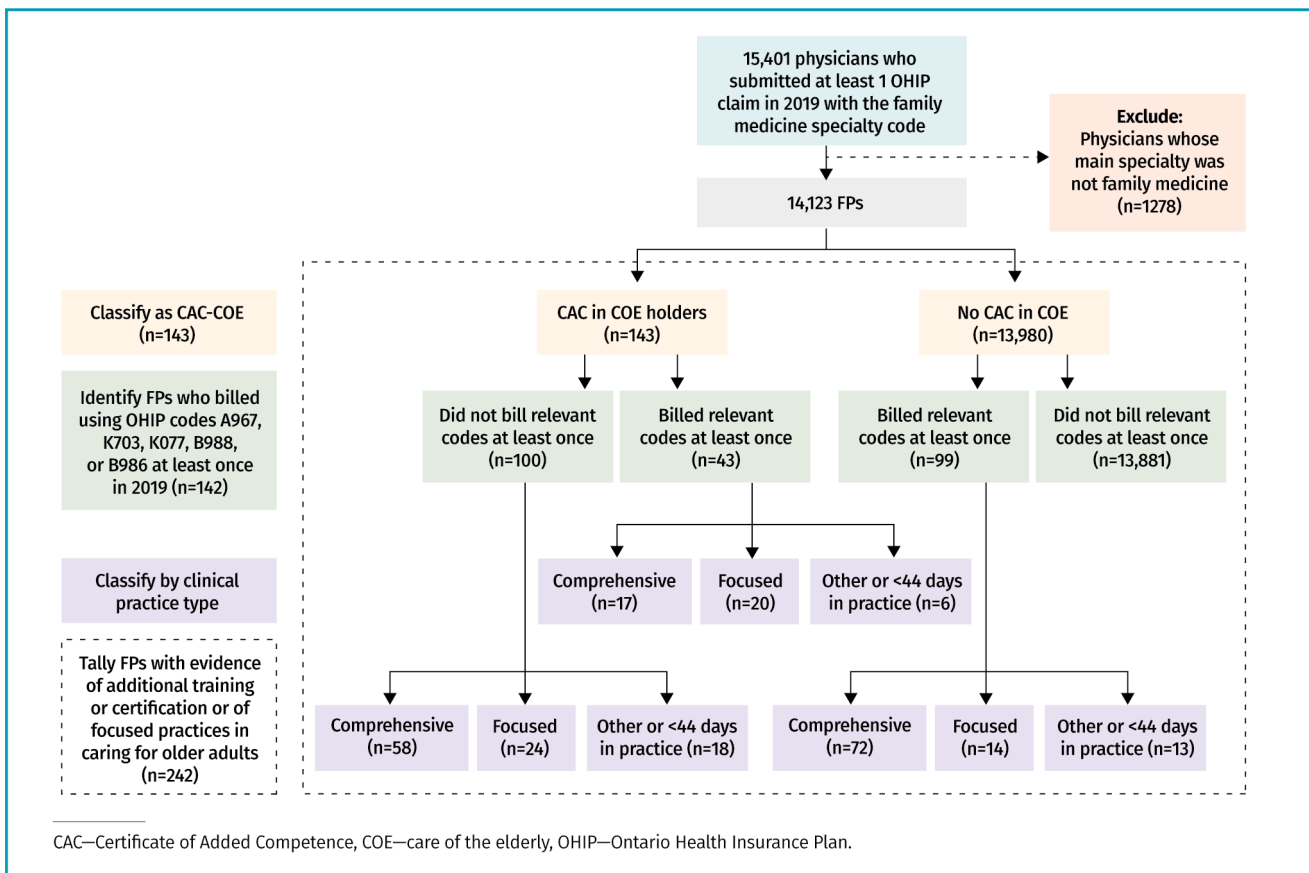 15,401 physicians who
submitted at least 1 OHIP
claim in 2019 with the family
medicine specialty code
Exclude:
Physicians whose
main specialty was
not family medicine
(n=1278)
14,123 FPs
Classify as CAC-COE
(n=143)
CAC in COE holders
(n=143)
No CAC in COE
(n=13,980)
Identify FPs who billed
using OHIP codes A967,
K703, K077, B988,
or B986 at least once
in 2019 (n=142)
Did not bill relevant
codes at least once
(n=100)
Billed relevant
codes at least once
(n=43)
Billed relevant
codes at least once
(n=99)
Did not bill relevant
codes at least once
(n=13,881)
Classify by clinical
practice type
Comprehensive
(n=17)
Focused
(n=20)
Other or <44 days
in practice (n=6)
Tally FPs with evidence
of additional training
or certification or of
focused practices in
caring for older adults
(n=242)
Comprehensive
(n=58)
Focused
(n=24)
Other or <44 days
in practice (n=18)
Comprehensive
(n=72)
Focused
(n=14)
Other or <44 days
in practice (n=13)
CAC—Certificate of Added Competence, COE—care of the elderly, OHIP—Ontario Health Insurance Plan.